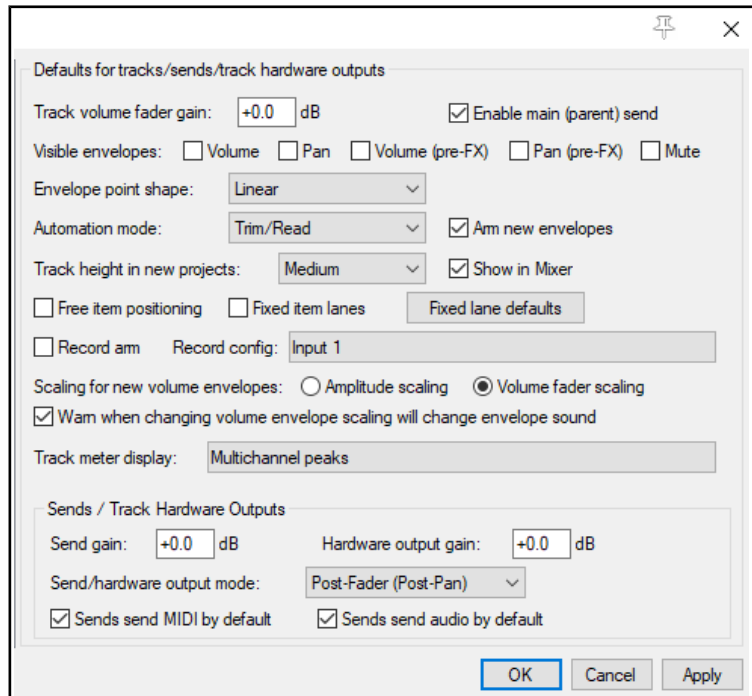 Defaults for tracks/sends/track hardware outputs
Track volume fader gain: +0.0 dB Enable main (parent) send
Visible envelopes: Volume Pan Volume (pre-FX) Pan (pre-FX) Mute
Envelope point shape: Linear
Automation mode: Trim/Read Arm new envelopes
Track height in new projects: Medium Show in Mixer
Free item positioning Fixed item lanes Fixed lane defaults
Record arm Record config: Input 1
Scaling for new volume envelopes: Amplitude scaling Volume fader scaling
Warn when changing volume envelope scaling will change envelope sound
Track meter display: Multichannel peaks
Sends / Track Hardware Outputs
Send gain: +0.0 dB Hardware output gain: +0.0 dB
Send/hardware output mode: Post-Fader (Post-Pan)
Sends send MIDI by default Sends send audio by default
OK Cancel Apply